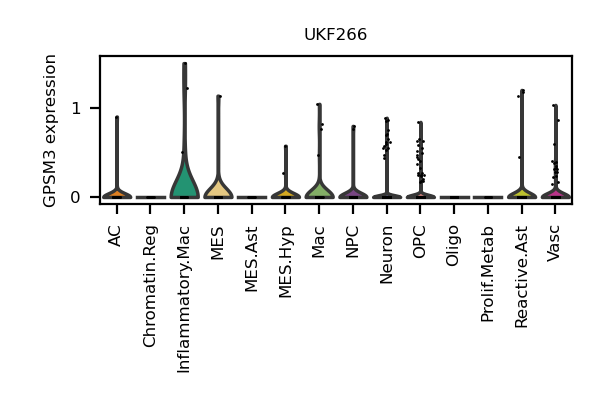 UKF266
GPSM3 expression
1
0
AC
Chromatin.Reg
Inflammatory.Mac
MES
MES.Ast
MES.Hyp
Mac
NPC
Neuron
OPC
Oligo
Prolif.Metab
Reactive.Ast
Vasc